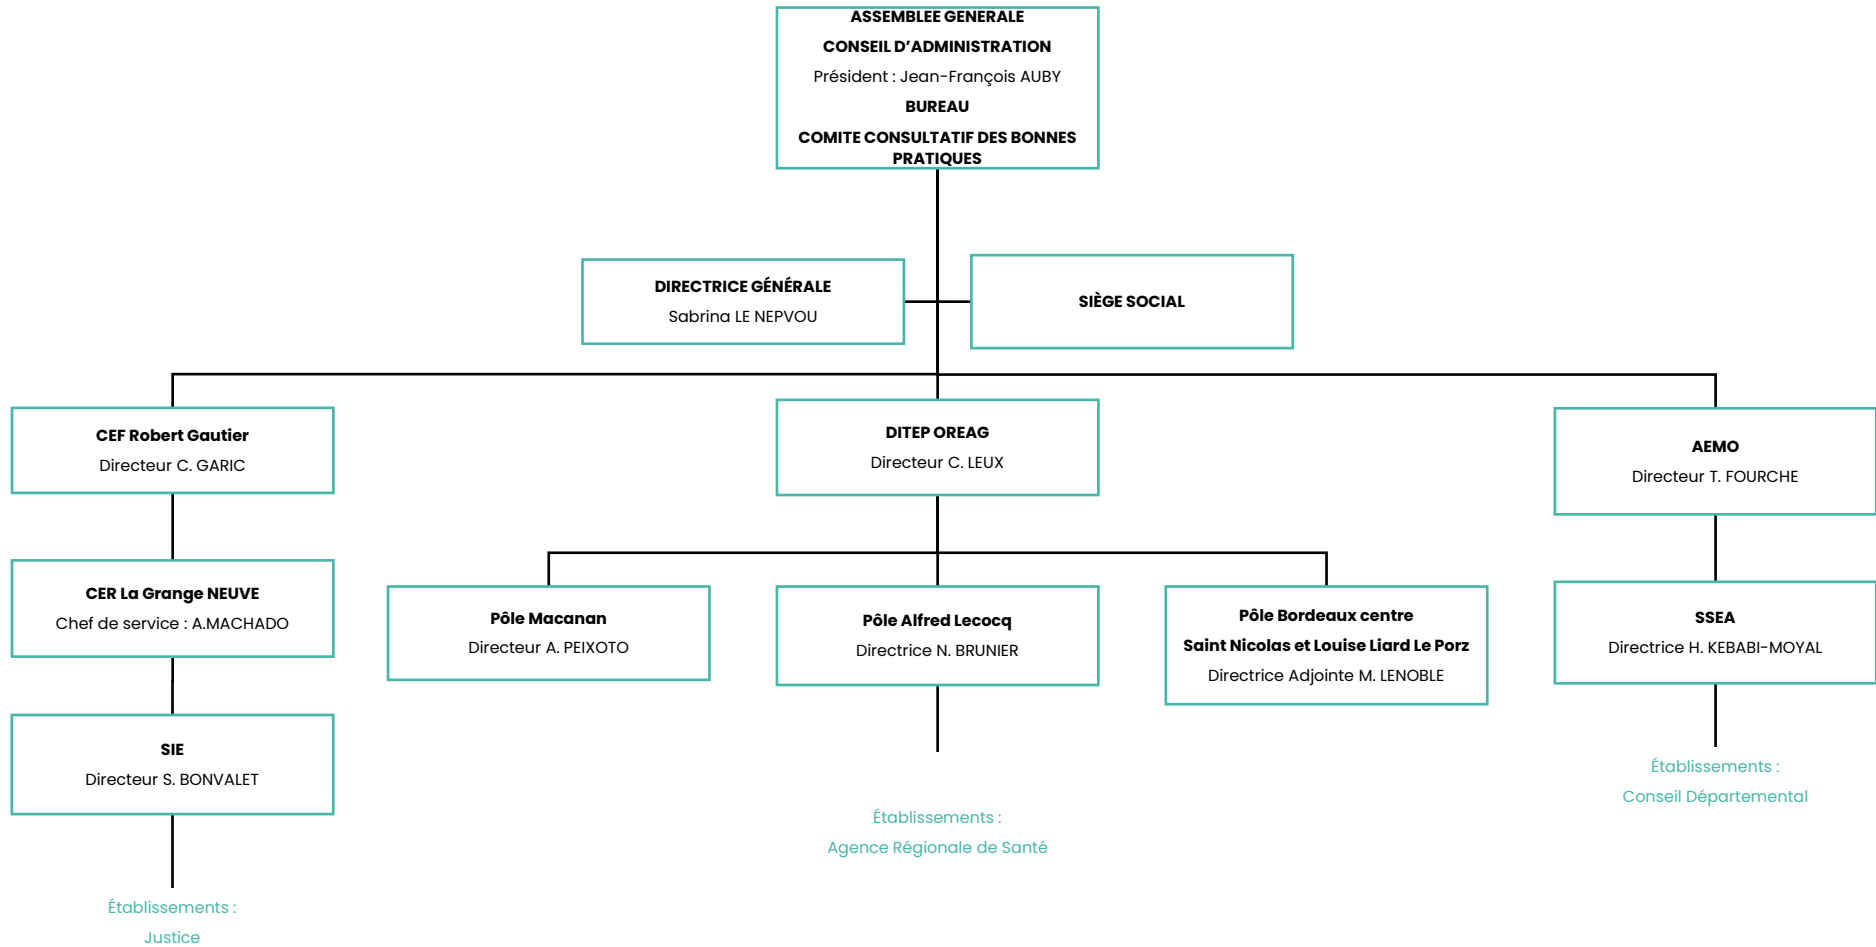 ASSEMBLEE GENERALE
CONSEIL D’ADMINISTRATION
Président : Jean-François AUBY
BUREAU
COMITE CONSULTATIF DES BONNES
PRATIQUES
DIRECTRICE GÉNÉRALE
Sabrina LE NEPVOU
SIÈGE SOCIAL
CEF Robert Gautier
Directeur C. GARIC
DITEP OREAG
Directeur C. LEUX
AEMO
Directeur T. FOURCHE
CER La Grange NEUVE
Chef de service : A.MACHADO
Pôle Macanan
Directeur A. PEIXOTO
Pôle Alfred Lecocq
Directrice N. BRUNIER
Pôle Bordeaux centre
Saint Nicolas et Louise Liard Le Porz
Directrice Adjointe M. LENOBLE
SSEA
Directrice H. KEBABI-MOYAL
SIE
Directeur S. BONVALET
Établissements :
Conseil Départemental
Établissements :
Agence Régionale de Santé
Établissements :
Justice